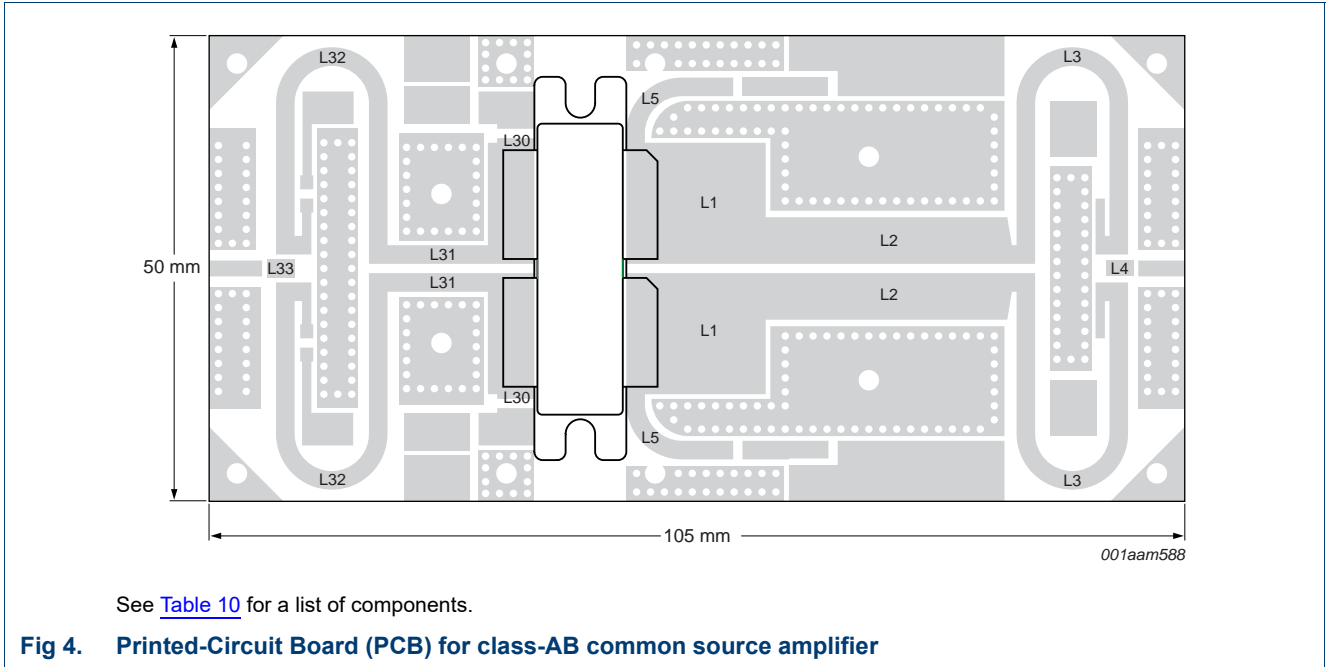 L32
L3
L5
L30
L1
L2
L31
50 mm
L33
L4
L31
L2
L1
L30
L5
L32
L3
105 mm
001aam588
See Table 10 for a list of components.
Fig 4. Printed-Circuit Board (PCB) for class-AB common source amplifier